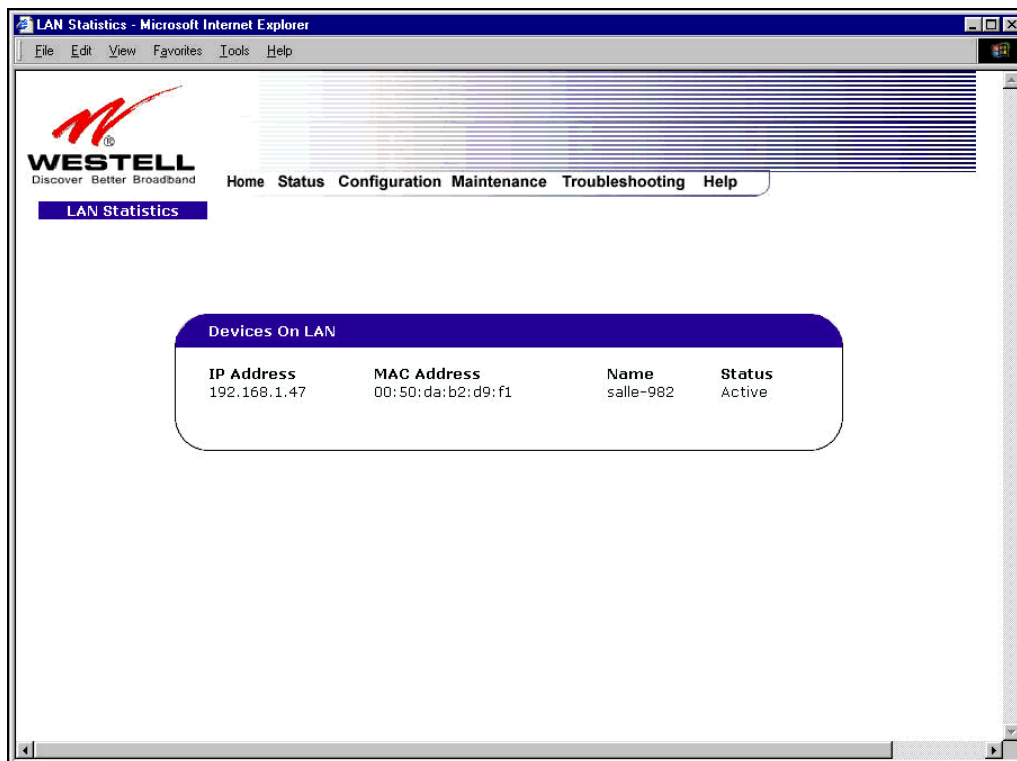 LAN Statistics - Microsoft Internet Explorer
File Edit View Favorites Tools Help
®
WESTELL
Discover Better Broadband
Home Status Configuration Maintenance Troubleshooting Help
LAN Statistics
Devices On LAN
IP Address MAC Address Name Status
192.168.1.47 00:50:da:b2:d9:f1 salle-982 Active